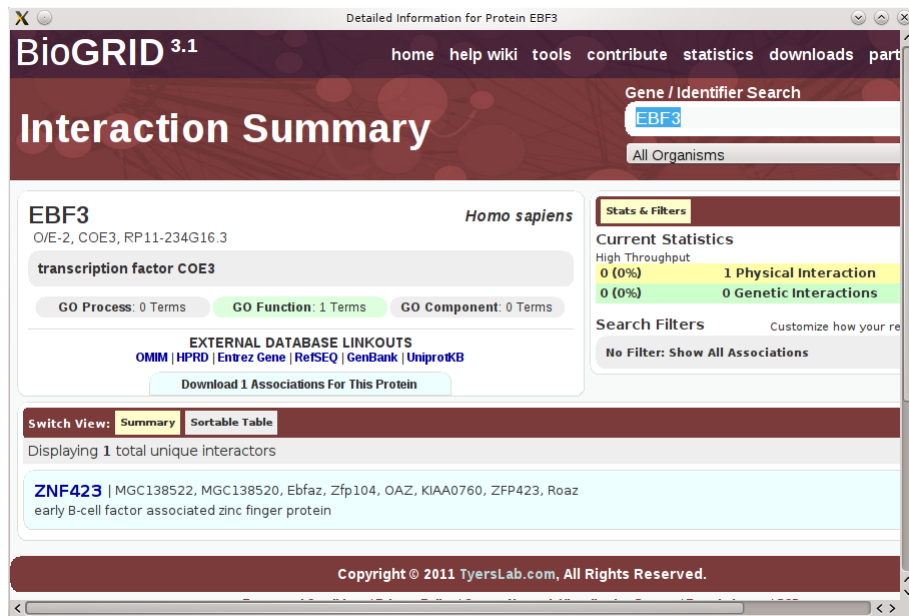 Detailed Information for Protein EBF3
BioGRID 3.1
home help wiki tools contribute statistics downloads part
Interaction Summary
Gene / Identifier Search
EBF3
All Organisms
EBF3
Homo sapiens
O/E-2, COE3, RP11-234G16.3
transcription factor COE3
GO Process: 0 Terms
GO Function: 1 Terms
GO Component: 0 Terms
EXTERNAL DATABASE LINKOUTS
OMIM | HPRD | Entrez Gene | RefSEQ | GenBank | UniprotKB
Download 1 Associations For This Protein
Stats & Filters
Current Statistics
High Throughput
0 (0%) 1 Physical Interaction
0 (0%) 0 Genetic Interactions
Search Filters Customize how your re
No Filter: Show All Associations
Switch View: Summary Sortable Table
Displaying 1 total unique interactors
ZNF423 | MGC138522, MGC138520, Ebfaz, Zfp104, OAZ, KIAA0760, ZFP423, Roaz
early B-cell factor associated zinc finger protein
Copyright © 2011 TyersLab.com, All Rights Reserved.